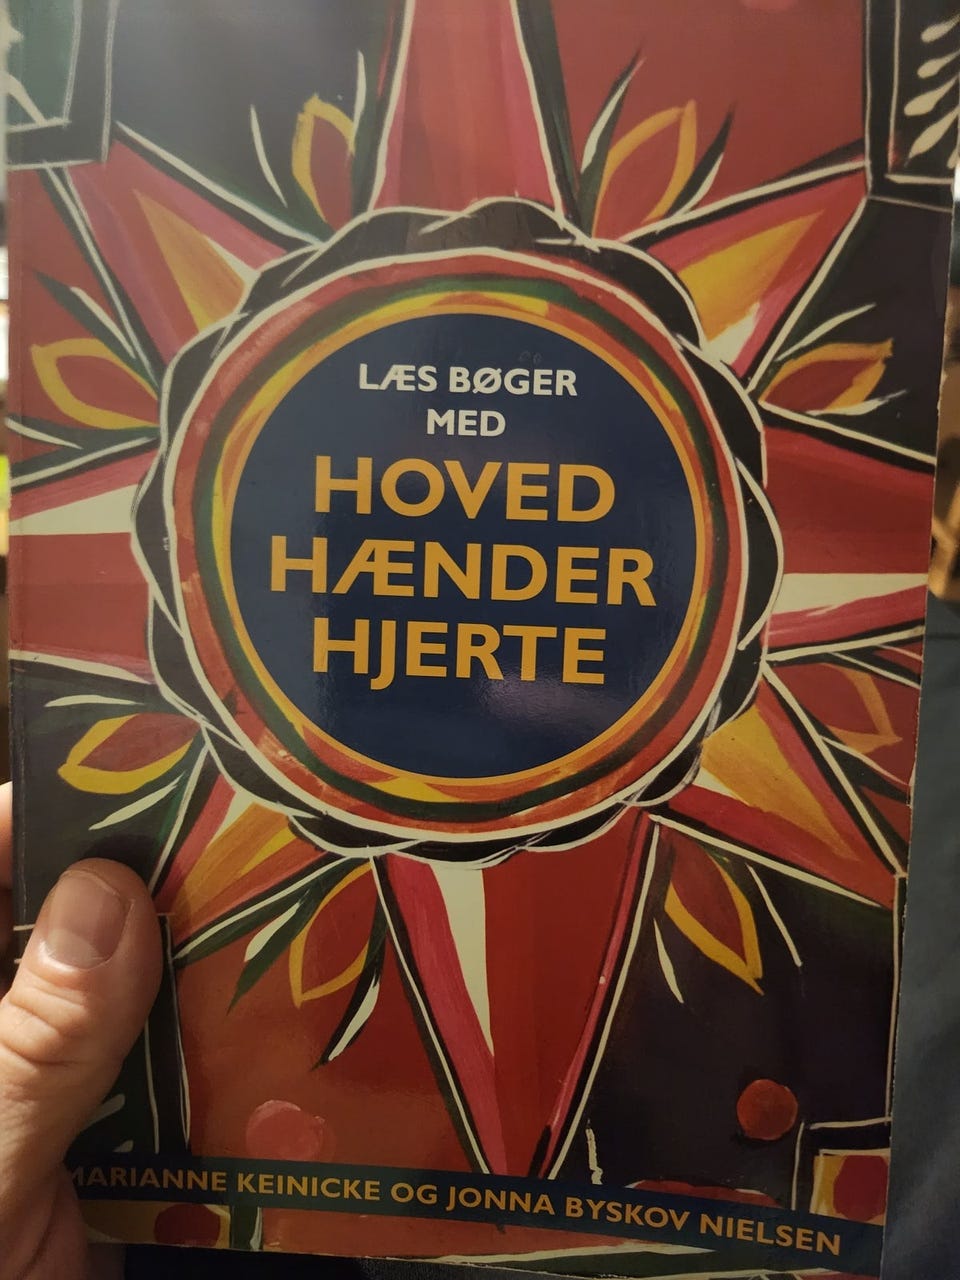 LÆS BØGER
MED
HOVED
HÆNDER
HJERTE
MARIANNE KEINICKE OG JONNA BYSKOV NIELSEN